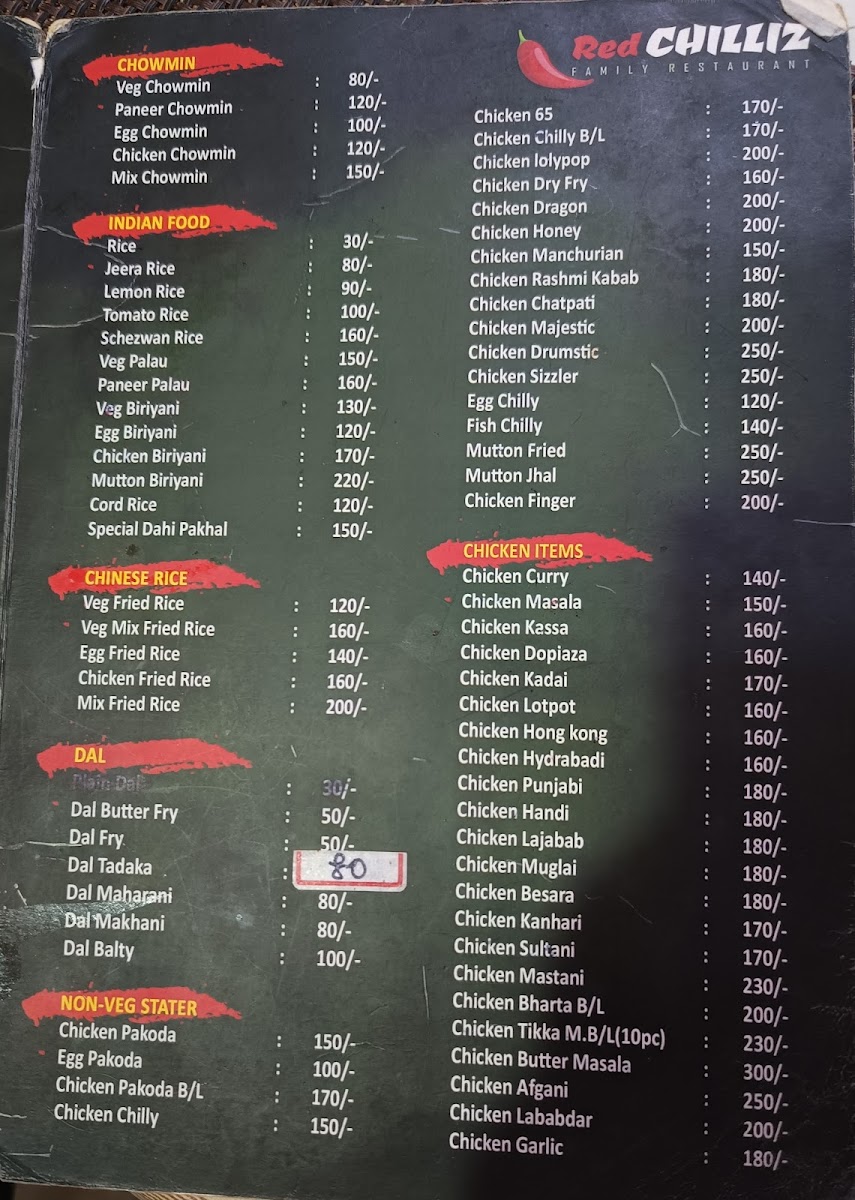 Red CHILLIZ
FAMILY RESTAURANT
CHOWMIN
Veg Chowmin : 80/-
Paneer Chowmin : 120/-
Egg Chowmin : 100/-
Chicken Chowmin : 120/-
Mix Chowmin : 150/-
INDIAN FOOD
Rice : 30/-
Jeera Rice : 80/-
Lemon Rice : 90/-
Tomato Rice : 100/-
Schezwan Rice : 160/-
Veg Palau : 150/-
Paneer Palau : 160/-
Veg Biriyani : 130/-
Egg Biriyani : 120/-
Chicken Biriyani : 170/-
Mutton Biriyani : 220/-
Cord Rice : 120/-
Special Dahi Pakhal : 150/-
CHINESE RICE
Veg Fried Rice : 120/-
Veg Mix Fried Rice : 160/-
Egg Fried Rice : 140/-
Chicken Fried Rice : 160/-
Mix Fried Rice : 200/-
DAL
Plain Dal : 30/-
Dal Butter Fry : 50/-
Dal Fry : 50/-
Dal Tadaka : 80
Dal Maharani : 80/-
Dal Makhani : 80/-
Dal Balty : 100/-
NON-VEG STATER
Chicken Pakoda : 150/-
Egg Pakoda : 100/-
Chicken Pakoda B/L : 170/-
Chicken Chilly : 150/-
Chicken 65 : 170/-
Chicken Chilly B/L : 170/-
Chicken lolypop : 200/-
Chicken Dry Fry : 160/-
Chicken Dragon : 200/-
Chicken Honey : 200/-
Chicken Manchurian : 150/-
Chicken Rashmi Kabab : 180/-
Chicken Chatpati : 180/-
Chicken Majestic : 200/-
Chicken Drumstic : 250/-
Chicken Sizzler : 250/-
Egg Chilly : 120/-
Fish Chilly : 140/-
Mutton Fried : 250/-
Mutton Jhal : 250/-
Chicken Finger : 200/-
CHICKEN ITEMS
Chicken Curry : 140/-
Chicken Masala : 150/-
Chicken Kassa : 160/-
Chicken Dopiaza : 160/-
Chicken Kadai : 170/-
Chicken Lotpot : 160/-
Chicken Hong kong : 160/-
Chicken Hydrabadi : 160/-
Chicken Punjabi : 180/-
Chicken Handi : 180/-
Chicken Lajabab : 180/-
Chicken Muglai : 180/-
Chicken Besara : 180/-
Chicken Kanhari : 170/-
Chicken Sultani : 170/-
Chicken Mastani : 230/-
Chicken Bharta B/L : 200/-
Chicken Tikka M.B/L(10pc) : 230/-
Chicken Butter Masala : 300/-
Chicken Afgani : 250/-
Chicken Lababdar : 200/-
Chicken Garlic : 180/-